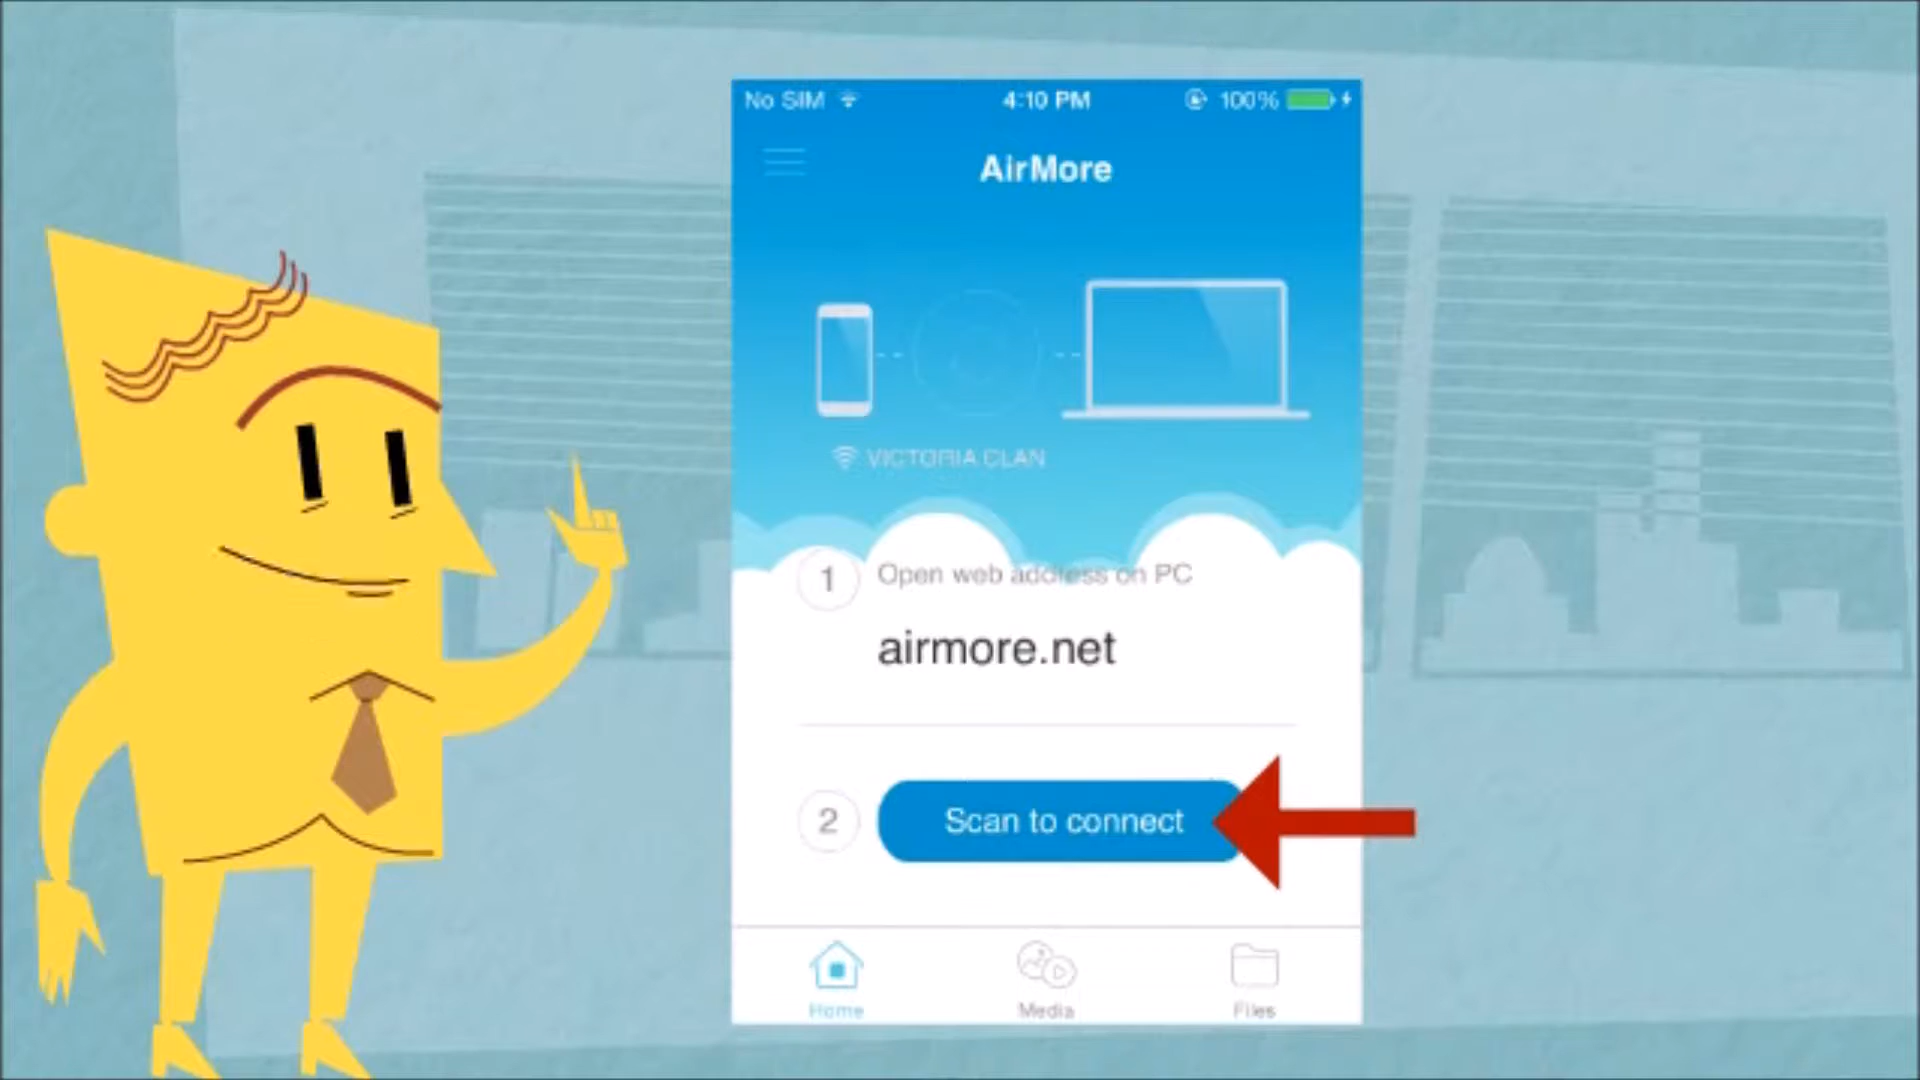 No SIM 4:10 PM 100%
AirMore
VICTORIA CLAN
1 Open web address on PC
airmore.net
2 Scan to connect
Home Media Files